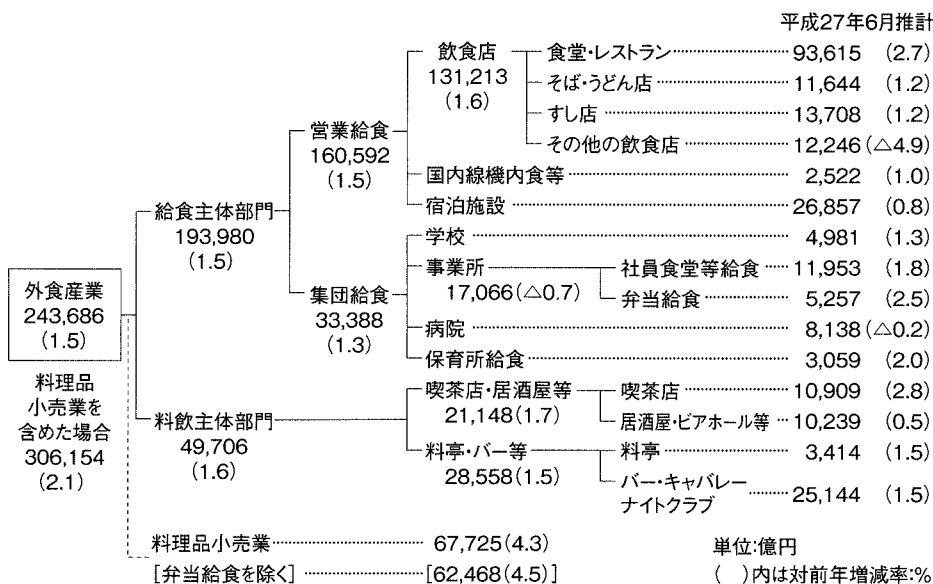 平成27年6月推計
飲食店
131,213
(1.6)
食堂・レストラン 93,615 (2.7)
そば・うどん店 11,644 (1.2)
すし店 13,708 (1.2)
その他の飲食店 12,246 (△4.9)
営業給食
160,592
(1.5)
国内線機内食等 2,522 (1.0)
宿泊施設 26,857 (0.8)
給食主体部門
193,980
(1.5)
学校 4,981 (1.3)
事業所
17,066(△0.7)
社員食堂等給食 11,953 (1.8)
弁当給食 5,257 (2.5)
集団給食
33,388
(1.3)
病院 8,138 (△0.2)
保育所給食 3,059 (2.0)
外食産業
243,686
(1.5)
料理品
小売業を
含めた場合
306,154
(2.1)
料飲主体部門
49,706
(1.6)
喫茶店・居酒屋等
21,148(1.7)
喫茶店 10,909 (2.8)
居酒屋・ビアホール等 10,239 (0.5)
料亭・バー等
28,558(1.5)
料亭 3,414 (1.5)
バー・キャバレー
ナイトクラブ 25,144 (1.5)
料理品小売業 67,725(4.3)
[弁当給食を除く] [62,468(4.5)]
単位:億円
( )内は対前年増減率:%